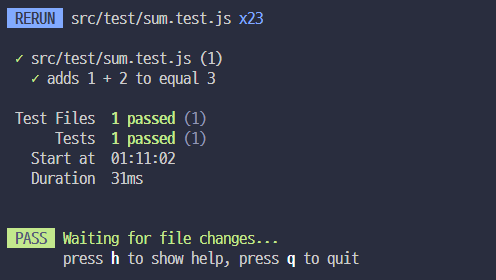 RERUN src/test/sum.test.js x23
✓ src/test/sum.test.js (1)
✓ adds 1 + 2 to equal 3
Test Files 1 passed (1)
Tests 1 passed (1)
Start at 01:11:02
Duration 31ms
PASS Waiting for file changes...
press h to show help, press q to quit